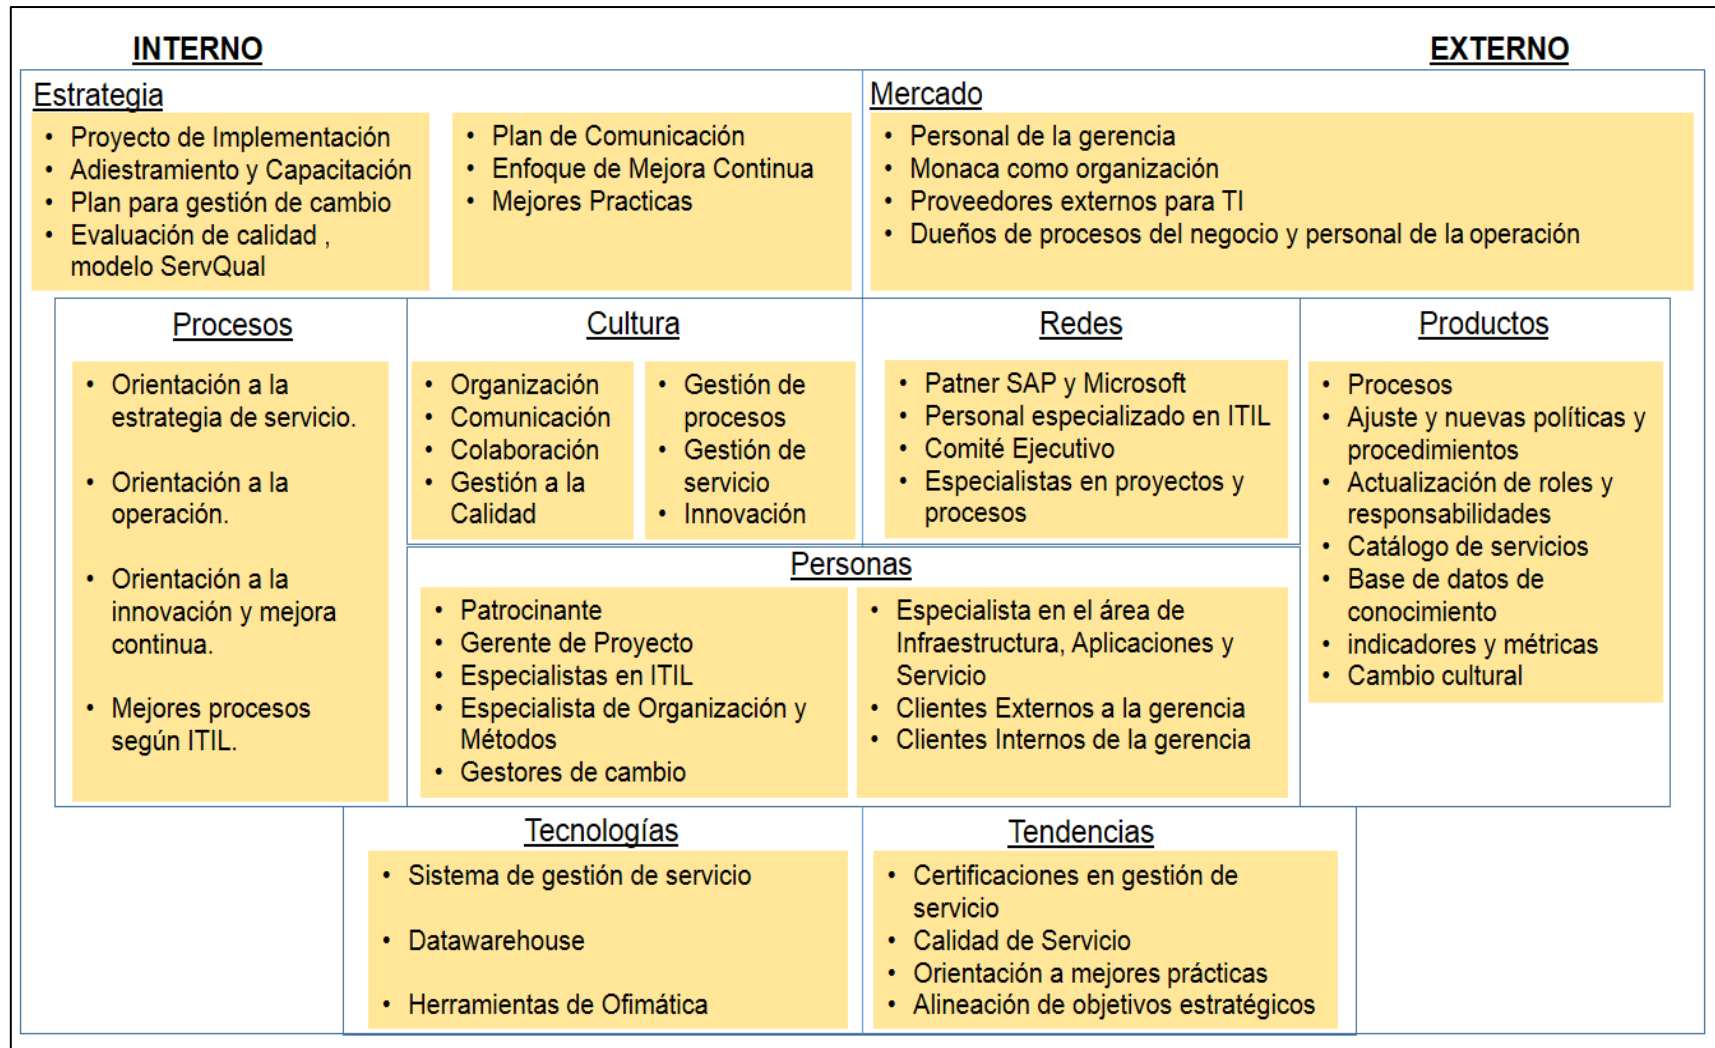 INTERNO
EXTERNO
Estrategia
• Proyecto de Implementación
• Adiestramiento y Capacitación
• Plan para gestión de cambio
• Evaluación de calidad ,
modelo ServQual
• Plan de Comunicación
• Enfoque de Mejora Continua
• Mejores Practicas
Mercado
• Personal de la gerencia
• Monaca como organización
• Proveedores externos para TI
• Dueños de procesos del negocio y personal de la operación
Procesos
• Orientación a la
estrategia de servicio.
• Orientación a la
operación.
• Orientación a la
innovación y mejora
continua.
• Mejores procesos
según ITIL.
Cultura
• Organización
• Comunicación
• Colaboración
• Gestión a la
Calidad
• Gestión de
procesos
• Gestión de
servicio
• Innovación
Redes
• Patner SAP y Microsoft
• Personal especializado en ITIL
• Comité Ejecutivo
• Especialistas en proyectos y
procesos
Productos
• Procesos
• Ajuste y nuevas políticas y
procedimientos
• Actualización de roles y
responsabilidades
• Catálogo de servicios
• Base de datos de
conocimiento
• indicadores y métricas
• Cambio cultural
Personas
• Patrocinante
• Gerente de Proyecto
• Especialistas en ITIL
• Especialista de Organización y
Métodos
• Gestores de cambio
• Especialista en el área de
Infraestructura, Aplicaciones y
Servicio
• Clientes Externos a la gerencia
• Clientes Internos de la gerencia
Tecnologías
• Sistema de gestión de servicio
• Datawarehouse
• Herramientas de Ofimática
Tendencias
• Certificaciones en gestión de
servicio
• Calidad de Servicio
• Orientación a mejores prácticas
• Alineación de objetivos estratégicos